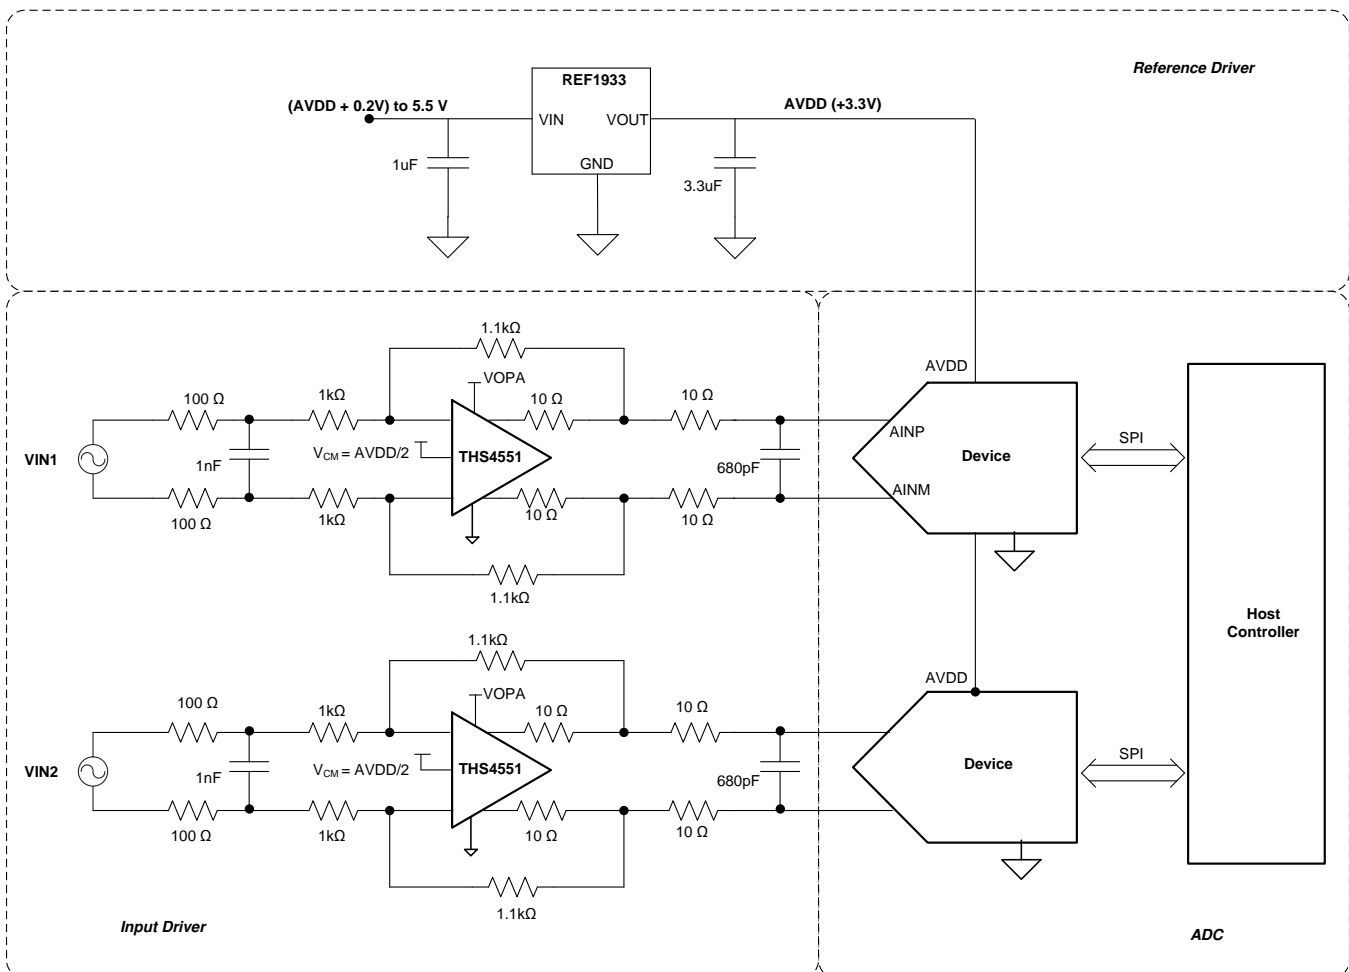 Reference Driver
REF1933
(AVDD + 0.2V) to 5.5 V
AVDD (+3.3V)
VIN
VOUT
GND
1uF
3.3uF
1.1kΩ
VOPA
AVDD
100 Ω
1kΩ
10 Ω
10 Ω
AINP
SPI
VIN1
1nF
VCM = AVDD/2
THS4551
680pF
Device
AINM
100 Ω
1kΩ
10 Ω
10 Ω
1.1kΩ
Host
Controller
1.1kΩ
VOPA
AVDD
100 Ω
1kΩ
10 Ω
10 Ω
SPI
VIN2
1nF
VCM = AVDD/2
THS4551
680pF
Device
100 Ω
1kΩ
10 Ω
10 Ω
1.1kΩ
Input Driver
ADC